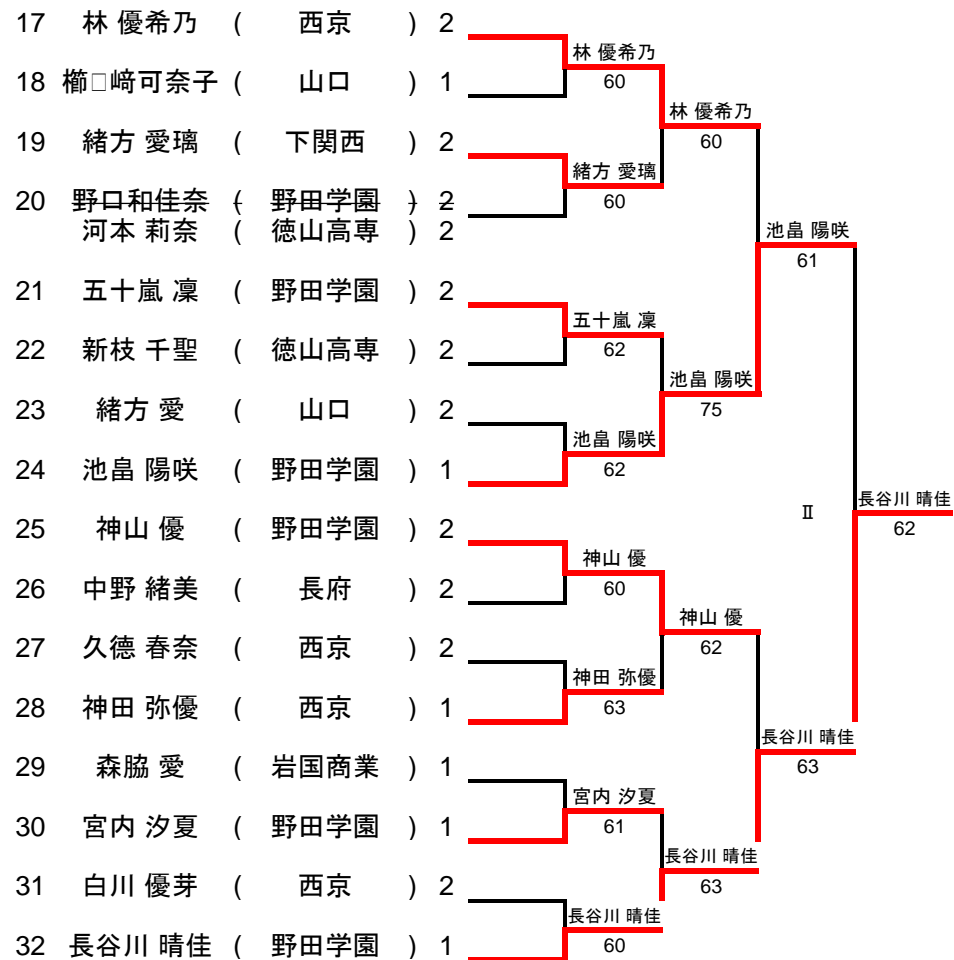 17 林 優希乃 ( 西京 ) 2
林 優希乃
60
18 櫛□﨑可奈子 ( 山口 ) 1
林 優希乃
60
19 緒方 愛璃 ( 下関西 ) 2
緒方 愛璃
60
20 野口和佳奈 ( 野田学園 ) 2
河本 莉奈 ( 徳山高専 ) 2
池畠 陽咲
61
21 五十嵐 凜 ( 野田学園 ) 2
五十嵐 凜
62
22 新枝 千聖 ( 徳山高専 ) 2
池畠 陽咲
75
23 緒方 愛 ( 山口 ) 2
池畠 陽咲
62
24 池畠 陽咲 ( 野田学園 ) 1
長谷川 晴佳
Ⅱ
62
25 神山 優 ( 野田学園 ) 2
神山 優
60
26 中野 緒美 ( 長府 ) 2
神山 優
62
27 久德 春奈 ( 西京 ) 2
神田 弥優
63
28 神田 弥優 ( 西京 ) 1
長谷川 晴佳
63
29 森脇 愛 ( 岩国商業 ) 1
宮内 汐夏
61
30 宮内 汐夏 ( 野田学園 ) 1
長谷川 晴佳
63
31 白川 優芽 ( 西京 ) 2
長谷川 晴佳
60
32 長谷川 晴佳 ( 野田学園 ) 1